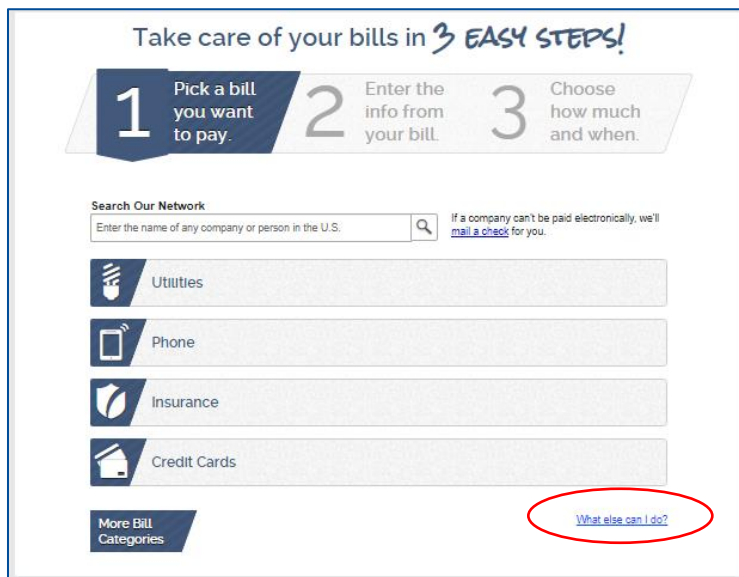 Take care of your bills in 3 EASY STEPS!
1
Pick a bill
you want
to pay.
2
Enter the
info from
your bill.
3
Choose
how much
and when.
Search Our Network
Enter the name of any company or person in the U.S.
If a company can't be paid electronically, we'll
mail a check for you.
Utilities
Phone
Insurance
Credit Cards
More Bill
Categories
What else can I do?